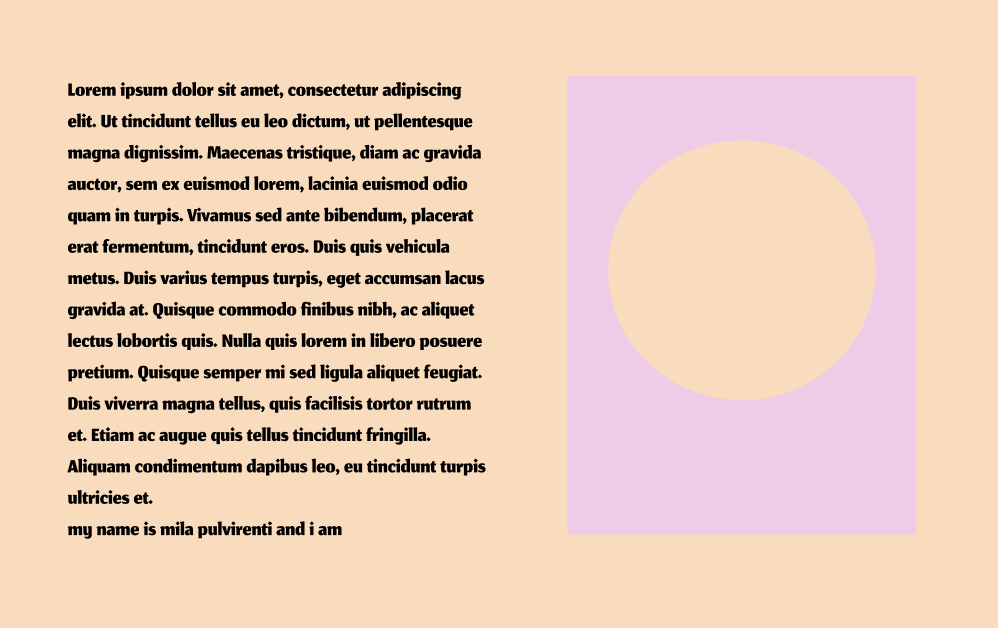 Lorem ipsum dolor sit amet, consectetur adipiscing
elit. Ut tincidunt tellus eu leo dictum, ut pellentesque
magna dignissim. Maecenas tristique, diam ac gravida
auctor, sem ex euismod lorem, lacinia euismod odio
quam in turpis. Vivamus sed ante bibendum, placerat
erat fermentum, tincidunt eros. Duis quis vehicula
metus. Duis varius tempus turpis, eget accumsan lacus
gravida at. Quisque commodo finibus nibh, ac aliquet
lectus lobortis quis. Nulla quis lorem in libero posuere
pretium. Quisque semper mi sed ligula aliquet feugiat.
Duis viverra magna tellus, quis facilisis tortor rutrum
et. Etiam ac augue quis tellus tincidunt fringilla.
Aliquam condimentum dapibus leo, eu tincidunt turpis
ultricies et.
my name is mila pulvirenti and i am